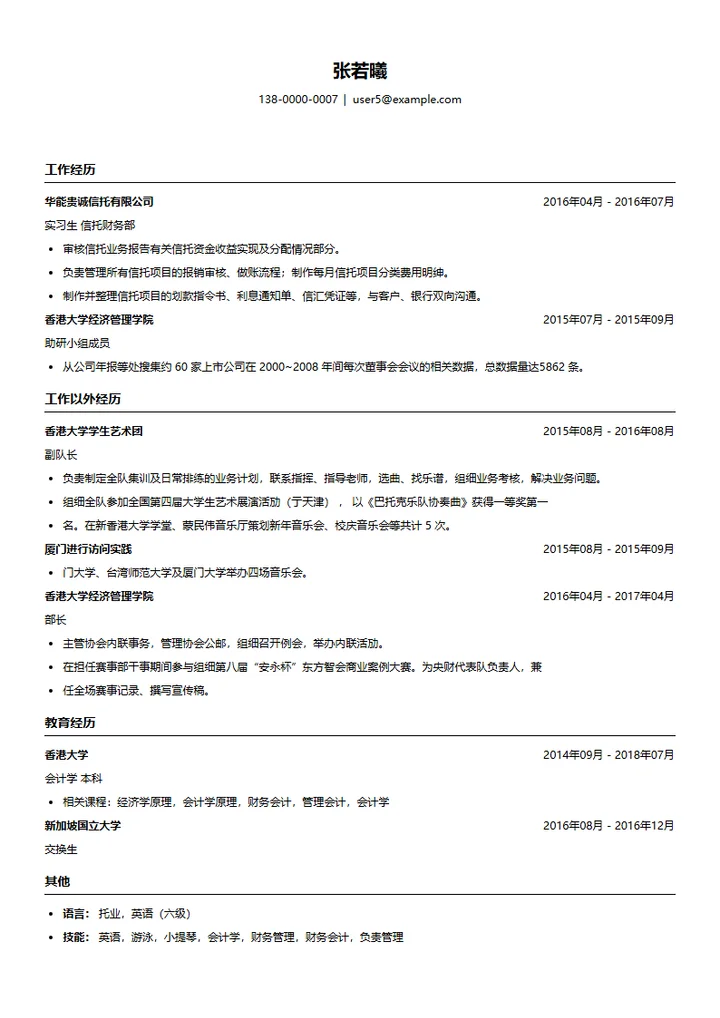 张若曦
138-0000-0007 | user5@example.com
工作经历
华能贵诚信托有限公司 2016年04月 - 2016年07月
实习生 信托财务部
• 审核信托业务报告有关信托资金收益实现及分配情况部分。
• 负责管理所有信托项目的报销审核、做账流程；制作每月信托项目分类费用明绅。
• 制作并整理信托项目的划款指令书、利息通知单、信汇凭证等，与客户、银行双向沟通。
香港大学经济管理学院 2015年07月 - 2015年09月
助研小组成员
• 从公司年报等处搜集约 60 家上市公司在 2000~2008 年间每次堇事会会议的相关数据，总数据量达5862 条。
工作以外经历
香港大学学生艺术团 2015年08月 - 2016年08月
副队长
• 负责制定全队集训及日常排练的业务计划，联系指挥、指导老师，选曲、找乐谱，组细业务考核，解决业务问题。
• 组细全队参加全国第四届大学生艺术展演活动（亍天津） ， 以《巴托克乐队协奏曲》获得一等奖第一
• 名。在新香港大学学堂、蒙民伟音乐厅策划新年音乐会、校庆音乐会等共计 5 次。
厦门进行访问实践 2015年08月 - 2015年09月
• 门大学、台湾师范大学及厦门大学举办四场音乐会。
香港大学经济管理学院 2016年04月 - 2017年04月
部长
• 主管协会内联事务，管理协会公邮，组细召开例会，举办内联活动。
• 在担任赛事部干事期间参与组细第八届“安永杯”东方智会商业案例大赛。为央财代表队负责人，兼
• 任全场赛事记录、撰写宣传稿。
教育经历
香港大学 2014年09月 - 2018年07月
会计学 本科
• 相关课程：经济学原理，会计学原理，财务会计，管理会计，会计学
新加坡国立大学 2016年08月 - 2016年12月
交换生
其他
• 语言： 托业，英语（六级）
• 技能： 英语，游泳，小提琴，会计学，财务管理，财务会计，负责管理